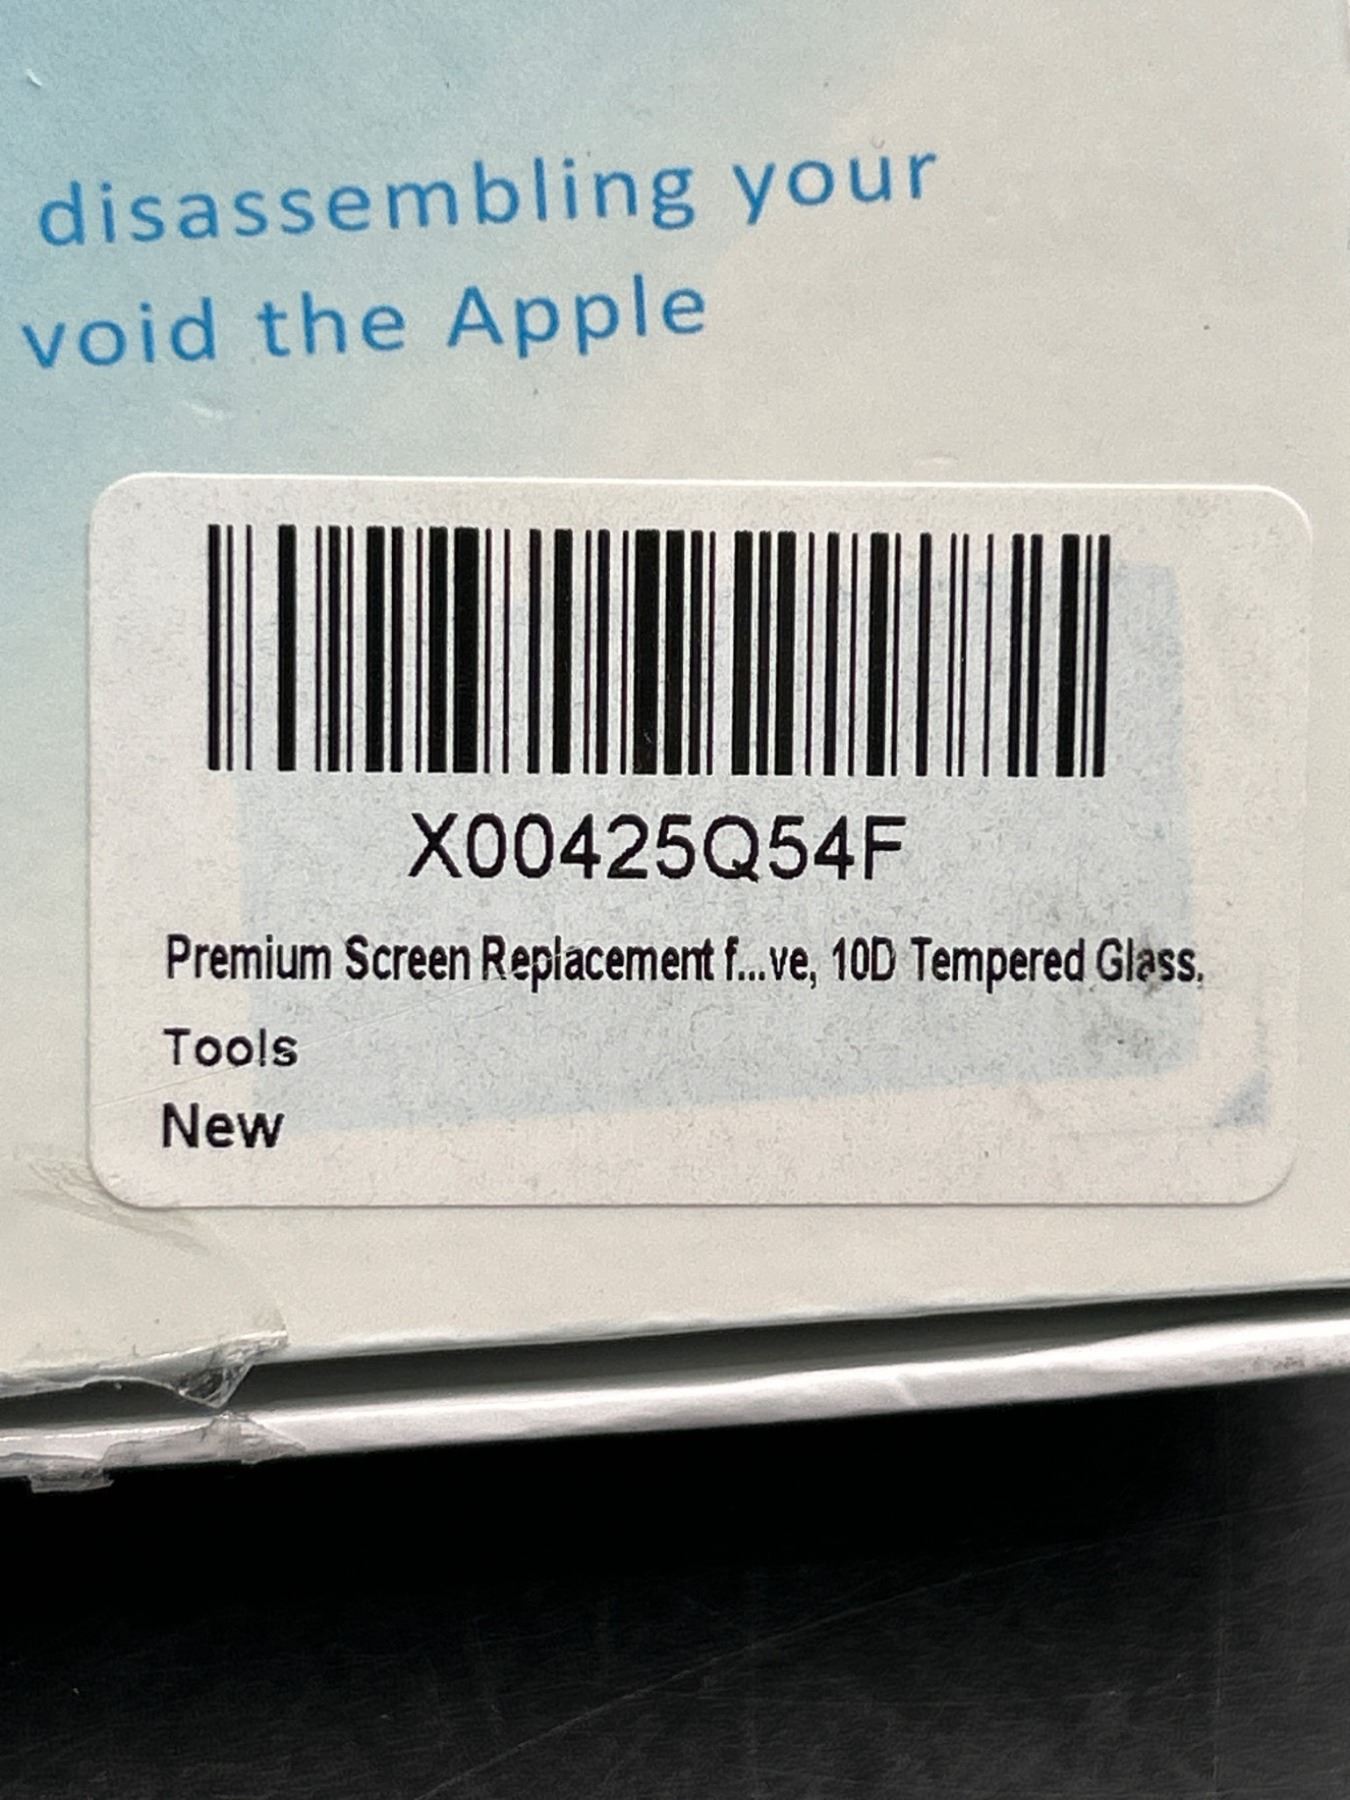 disassembling your
void the Apple
X00425Q54F
Premium Screen Replacement f...ve, 10D Tempered Glass,
Tools
New